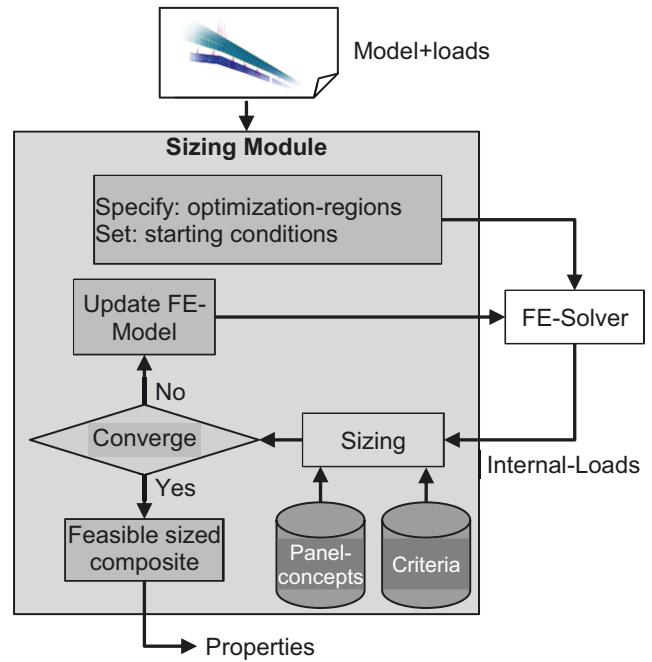 Model+loads
Sizing Module
Specify: optimization-regions
Set: starting conditions
Update FE-
Model
FE-Solver
No
Converge
Sizing
Internal-Loads
Yes
Feasible sized
composite
Panel-
concepts
Criteria
Properties